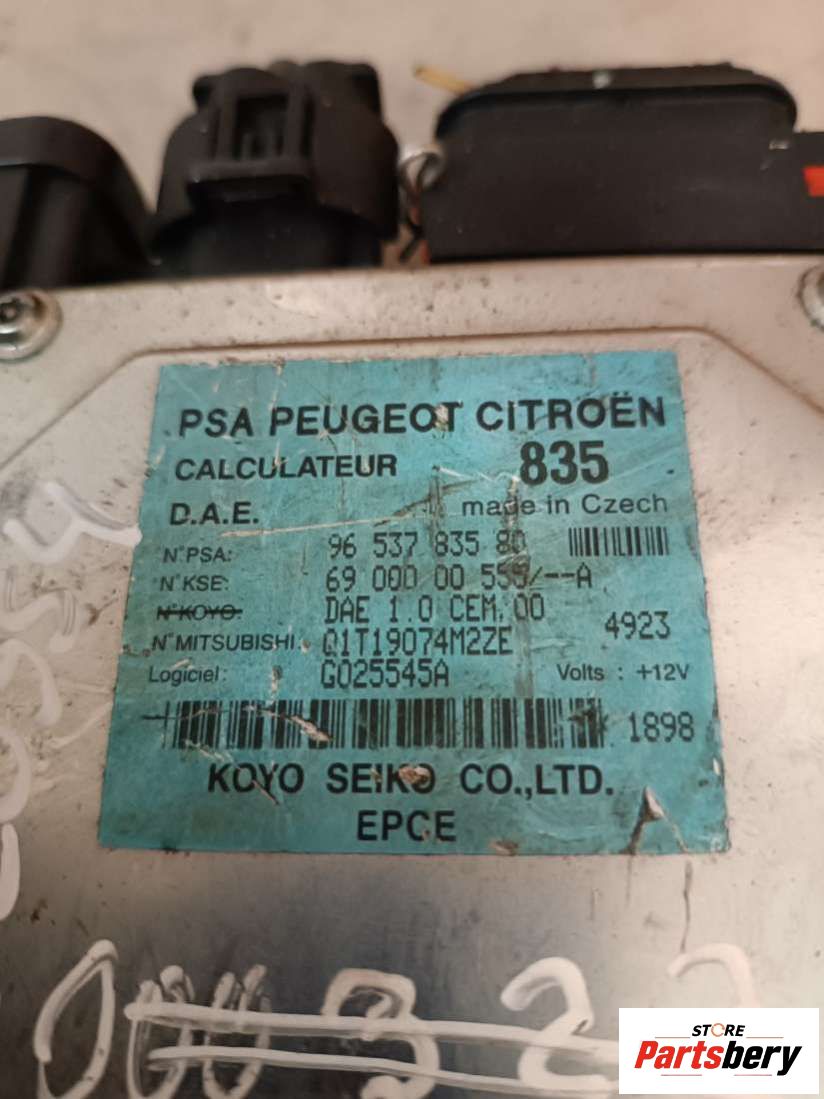 PSA PEUGEOT CITROËN
CALCULATEUR 835
D.A.E. made in Czech
N°PSA: 96 537 835 80
N°KSE: 69 000 00 555/--A
N°KOYO: DAE 1.0 CEM.00 4923
N°MITSUBISHI.: Q1T19074M2ZE
Logiciel: G025545A Volts : +12V
1898
KOYO SEIKO CO.,LTD.
EPCE
STORE
Partsbery